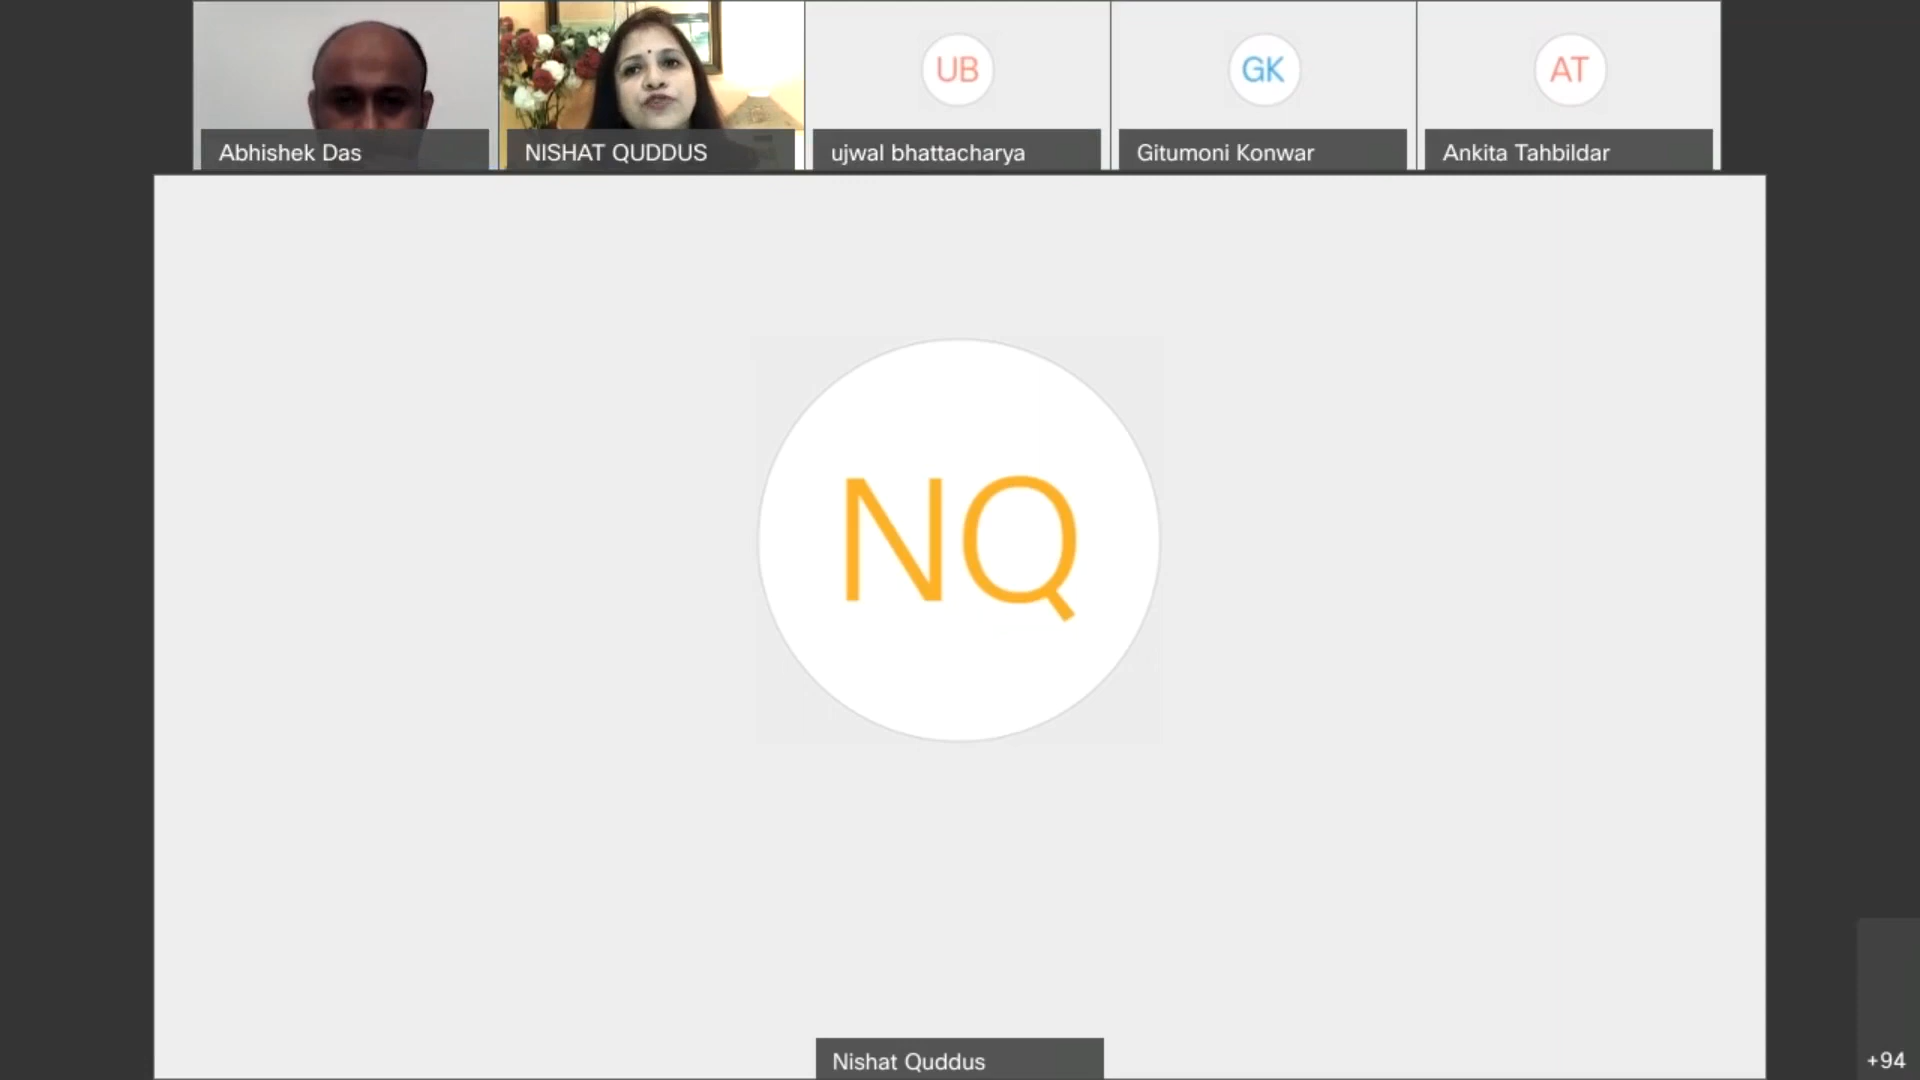 UB
GK
AT
Abhishek Das
NISHAT QUDDUS
ujwal bhattacharya
Gitumoni Konwar
Ankita Tahbildar
NQ
Nishat Quddus
+94